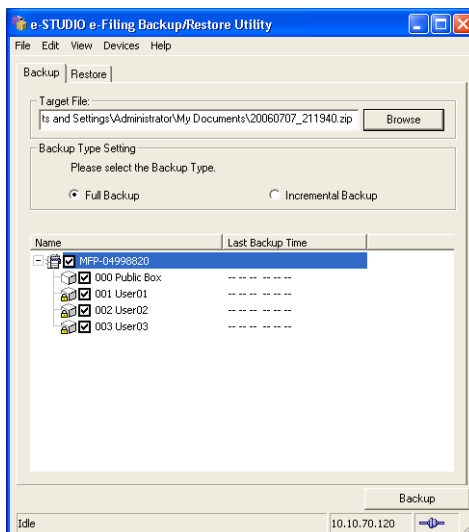 e-STUDIO e-Filing Backup/Restore Utility
File Edit View Devices Help
Backup Restore
Target File:
ts and Settings\Administrator\My Documents\20060707_211940.zip Browse
Backup Type Setting
Please select the Backup Type.
Full Backup Incremental Backup
Name Last Backup Time
MFP-04998820
000 Public Box -- -- -- -- -- --
001 User01 -- -- -- -- -- --
002 User02 -- -- -- -- -- --
003 User03 -- -- -- -- -- --
Backup
Idle 10.10.70.120